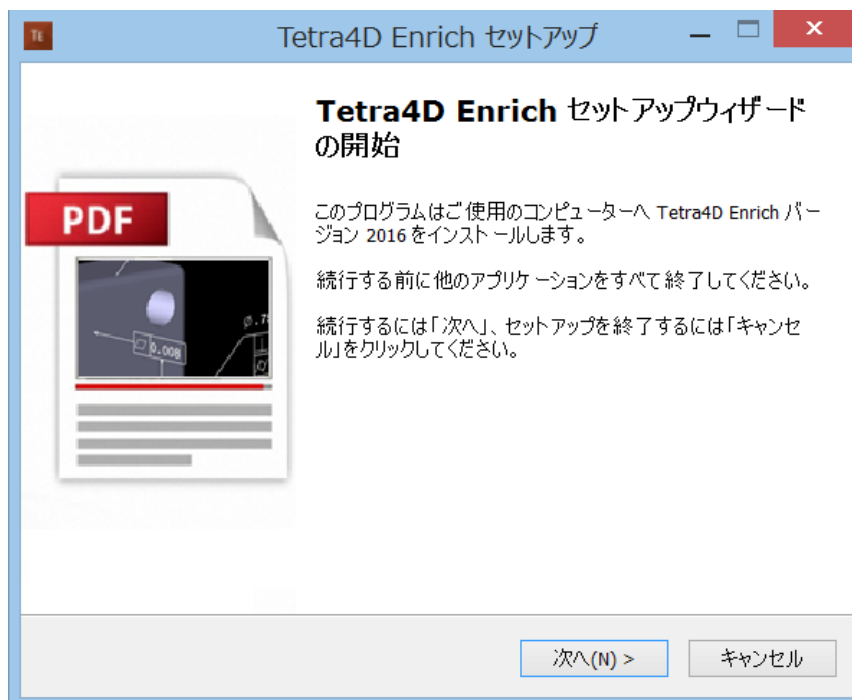 TE
Tetra4D Enrich セットアップ
Tetra4D Enrich セットアップウィザード
の開始
このプログラムはご使用のコンピューターへ Tetra4D Enrich バー
ジョン 2016 をインストールします。
続行する前に他のアプリケーションをすべて終了してください。
続行するには「次へ」、セットアップを終了するには「キャンセ
ル」をクリックしてください。
PDF
0.008
次へ(N) >
キャンセル